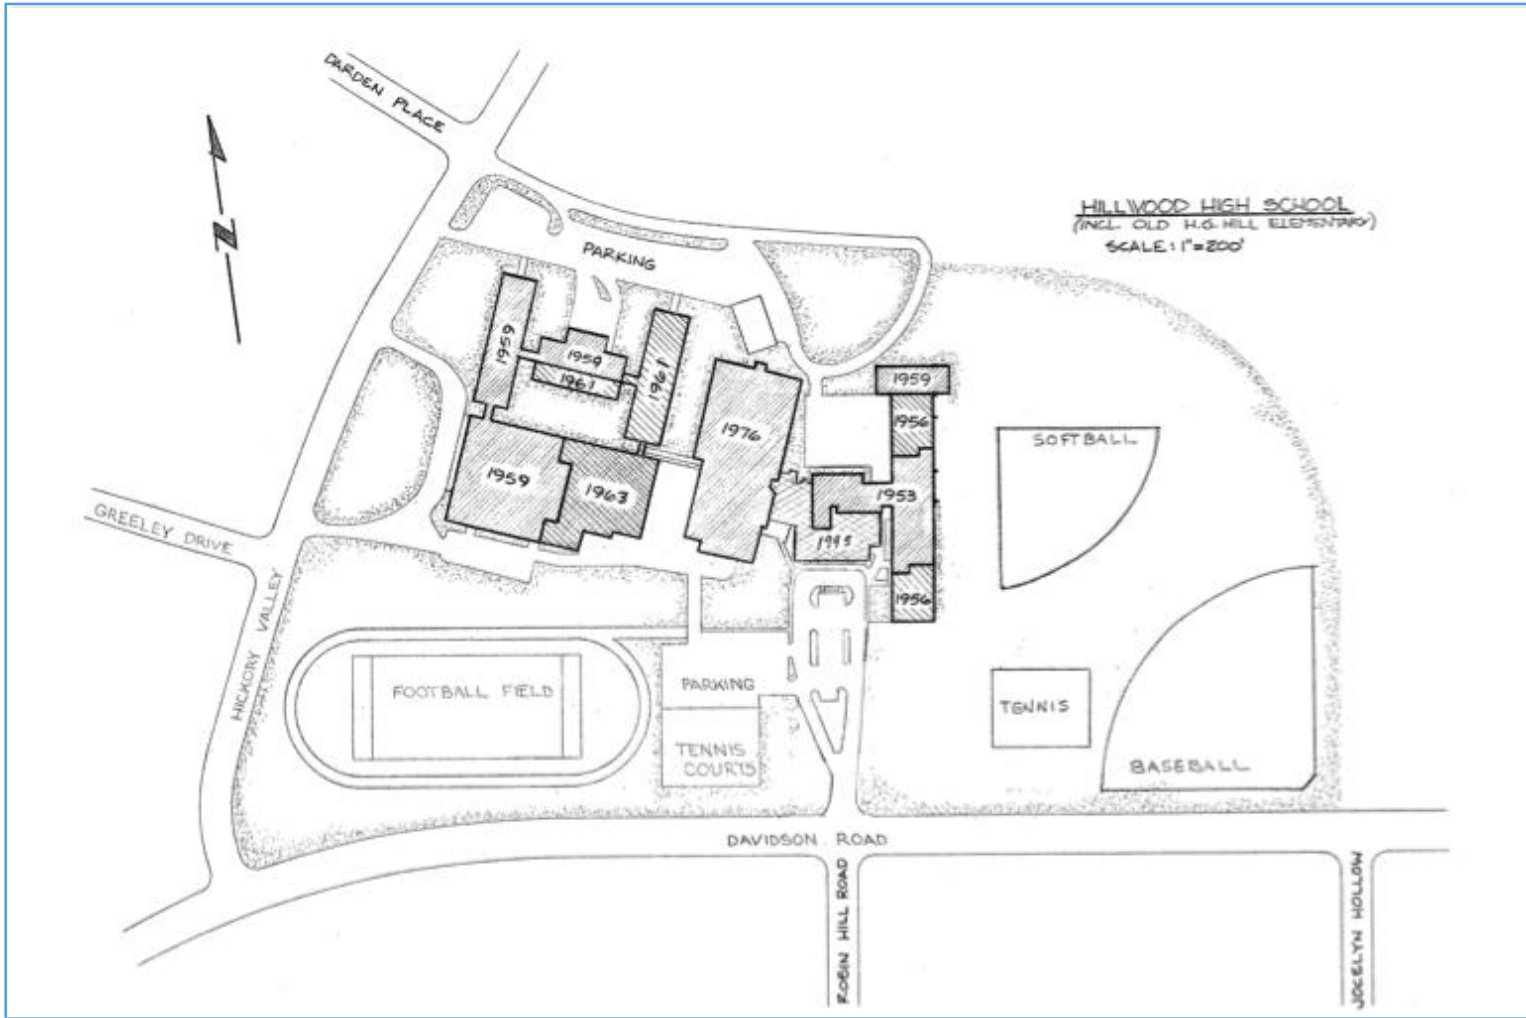 DARDEN PLACE
HILLWOOD HIGH SCHOOL
(INCL. OLD H.G. HILL ELEMENTARY)
SCALE: 1"=200'
N
PARKING
1959
1959
1961
1961
1959
1956
1976
SOFTBALL
1959
1963
1953
1995
GREELEY DRIVE
1956
HICKORY VALLEY
FOOTBALL FIELD
PARKING
TENNIS
TENNIS
COURTS
BASEBALL
DAVIDSON ROAD
ROBIN HILL ROAD
JOCELYN HOLLOW